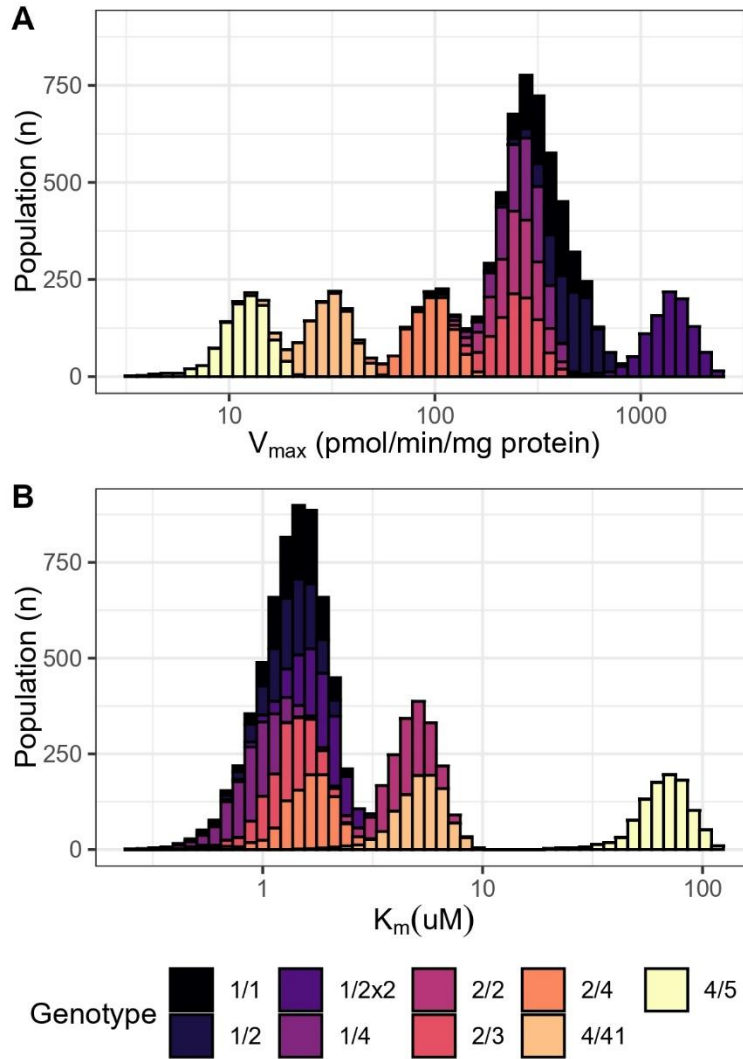 A
Population (n)
750
500
250
0
10
100
1000
Vmax (pmol/min/mg protein)
B
Population (n)
750
500
250
0
1
10
100
Km(uM)
Genotype
1/1
1/2x2
2/2
2/4
4/5
1/2
1/4
2/3
4/41